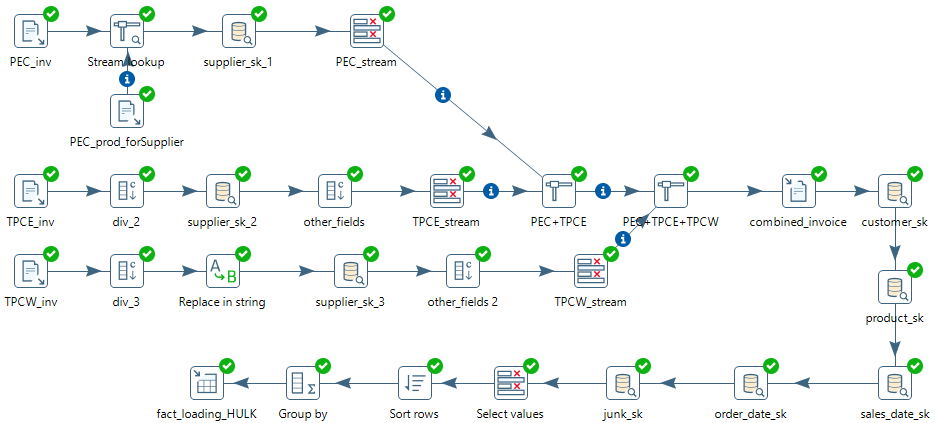 PEC_inv
Stream lookup
supplier_sk_1
PEC_stream
PEC_prod_forSupplier
TPCE_inv
div_2
supplier_sk_2
other_fields
TPCE_stream
PEC+TPCE
PEC+TPCE+TPCW
combined_invoice
customer_sk
TPCW_inv
div_3
Replace in string
supplier_sk_3
other_fields 2
TPCW_stream
product_sk
fact_loading_HULK
Group by
Sort rows
Select values
junk_sk
order_date_sk
sales_date_sk